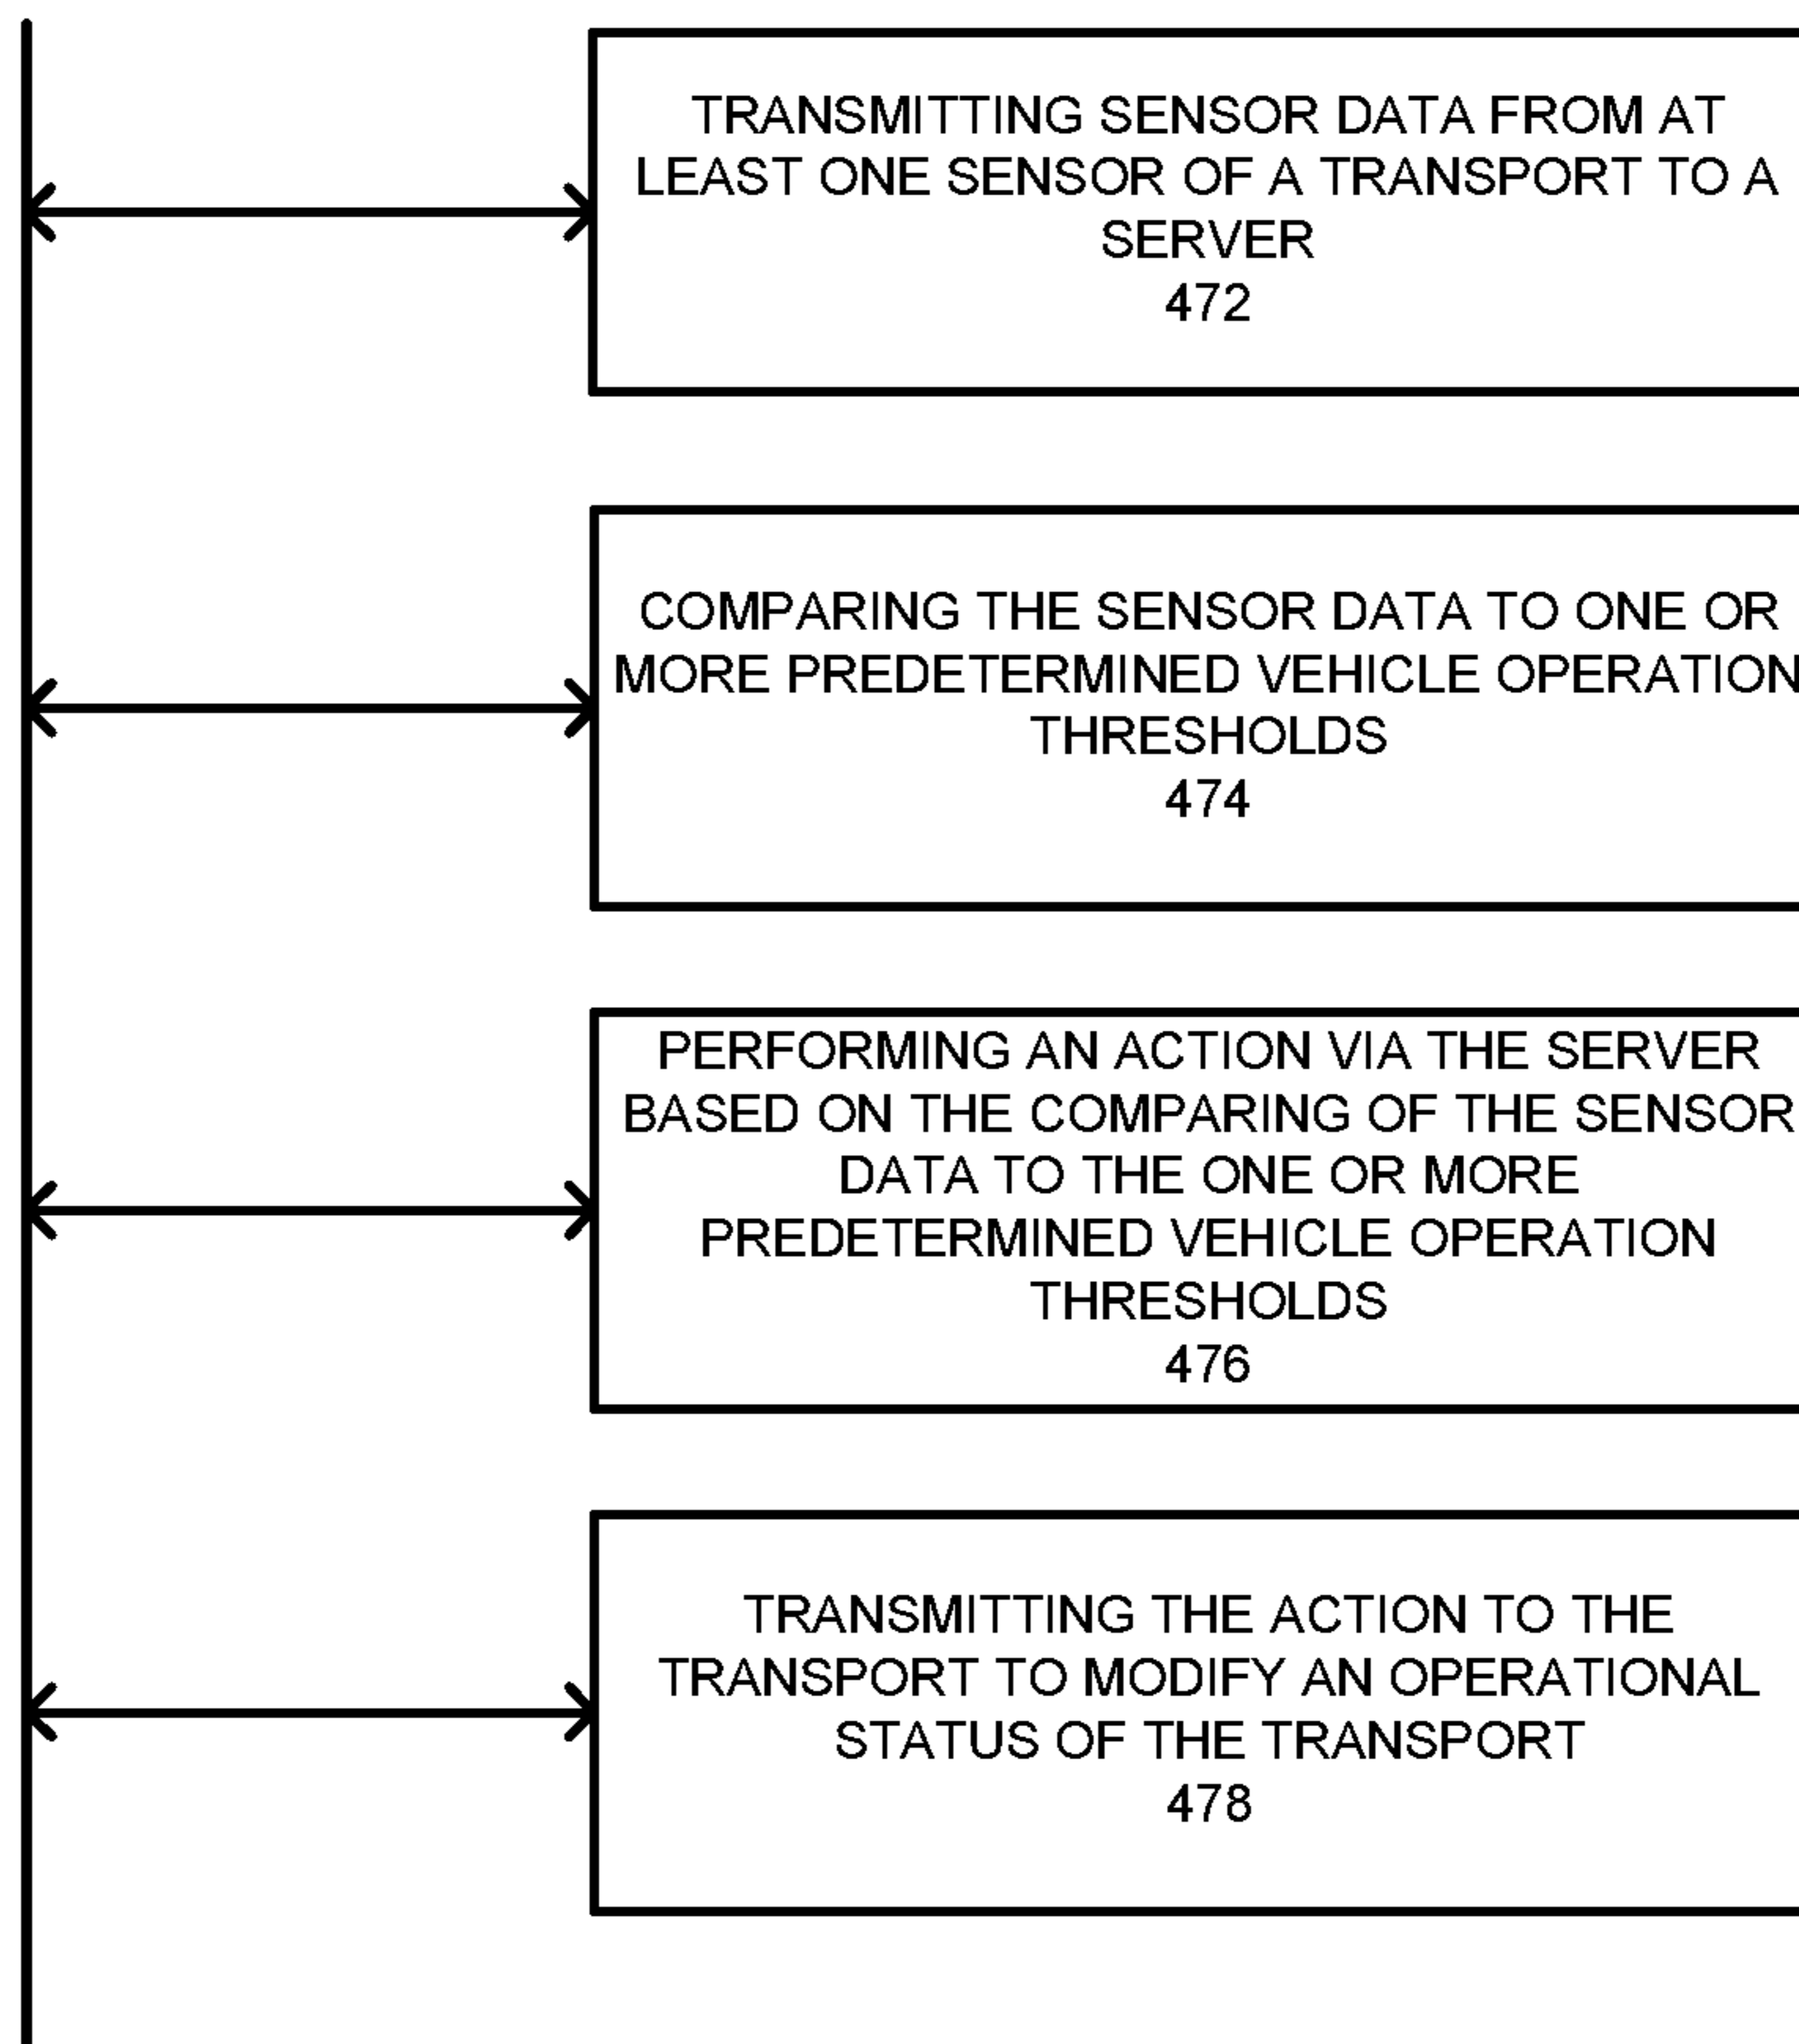 TRANSMITTING SENSOR DATA FROM AT
LEAST ONE SENSOR OF A TRANSPORT TO A
SERVER
472
COMPARING THE SENSOR DATA TO ONE OR
MORE PREDETERMINED VEHICLE OPERATION
THRESHOLDS
474
PERFORMING AN ACTION VIA THE SERVER
BASED ON THE COMPARING OF THE SENSOR
DATA TO THE ONE OR MORE
PREDETERMINED VEHICLE OPERATION
THRESHOLDS
476
TRANSMITTING THE ACTION TO THE
TRANSPORT TO MODIFY AN OPERATIONAL
STATUS OF THE TRANSPORT
478